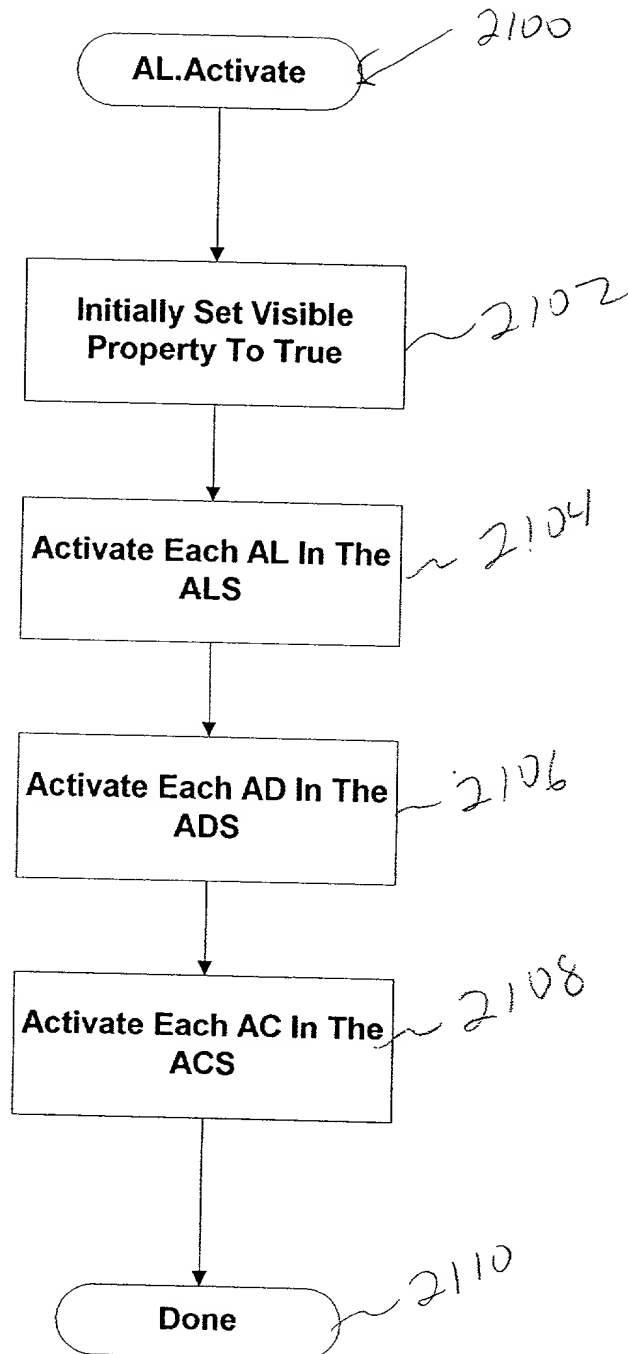 2100
AL.Activate
Initially Set Visible
Property To True
2102
Activate Each AL In The
ALS
2104
Activate Each AD In The
ADS
2106
Activate Each AC In The
ACS
2108
Done
2110